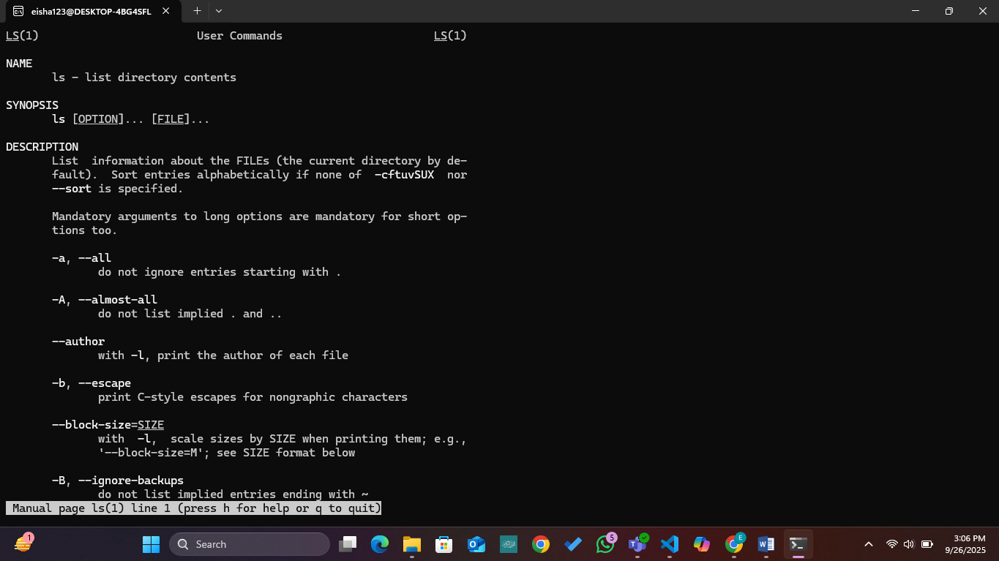 eisha123@DESKTOP-4BG4SFL
LS(1) User Commands LS(1)
NAME
ls - list directory contents
SYNOPSIS
ls [OPTION]... [FILE]...
DESCRIPTION
List information about the FILEs (the current directory by de-
fault). Sort entries alphabetically if none of -cftuvSUX nor
--sort is specified.
Mandatory arguments to long options are mandatory for short op-
tions too.
-a, --all
do not ignore entries starting with .
-A, --almost-all
do not list implied . and ..
--author
with -l, print the author of each file
-b, --escape
print C-style escapes for nongraphic characters
--block-size=SIZE
with -l, scale sizes by SIZE when printing them; e.g.,
'--block-size=M'; see SIZE format below
-B, --ignore-backups
do not list implied entries ending with ~
Manual page ls(1) line 1 (press h for help or q to quit)
1
Search
5
E
3:06 PM
9/26/2025